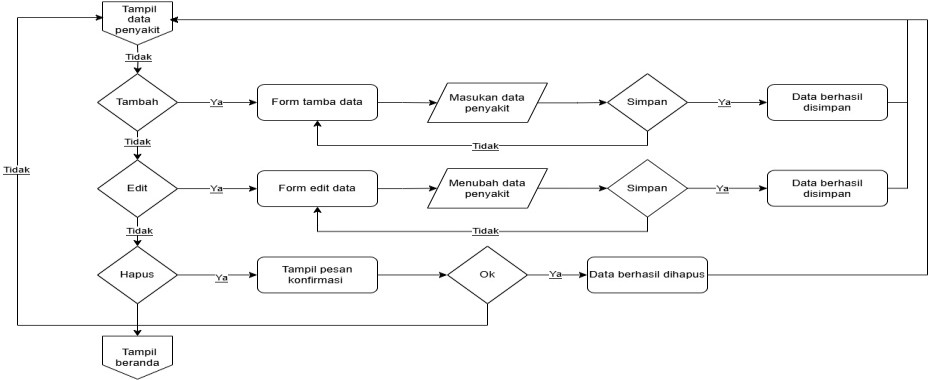 Tampil
data
penyakit
Tidak
Tambah
Ya
Form tamba data
Masukan data
penyakit
Simpan
Ya
Data berhasil
disimpan
Tidak
Tidak
Tidak
Edit
Ya
Form edit data
Menubah data
penyakit
Simpan
Ya
Data berhasil
disimpan
Tidak
Tidak
Hapus
Ya
Tampil pesan
konfirmasi
Ok
Ya
Data berhasil dihapus
Tampil
beranda